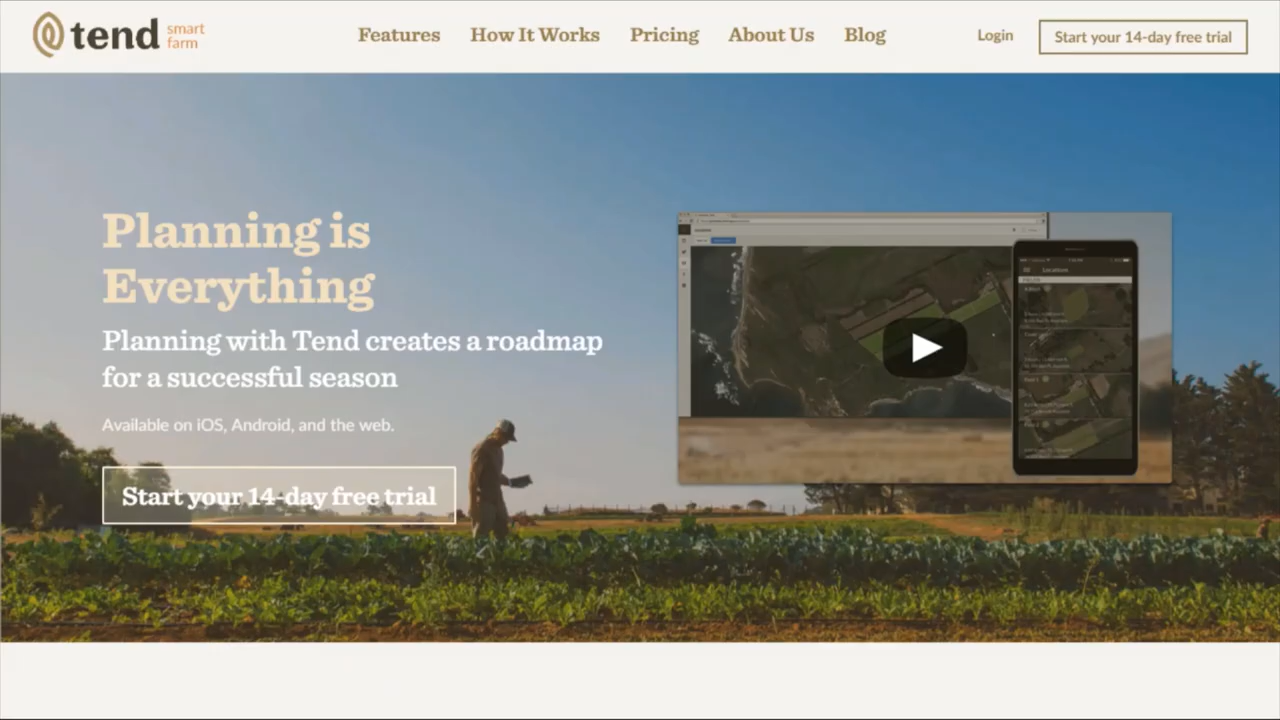 tend smart farm
Features How It Works Pricing About Us Blog Login Start your 14-day free trial
Planning is
Everything
Planning with Tend creates a roadmap
for a successful season
Available on iOS, Android, and the web.
Start your 14-day free trial
Locations